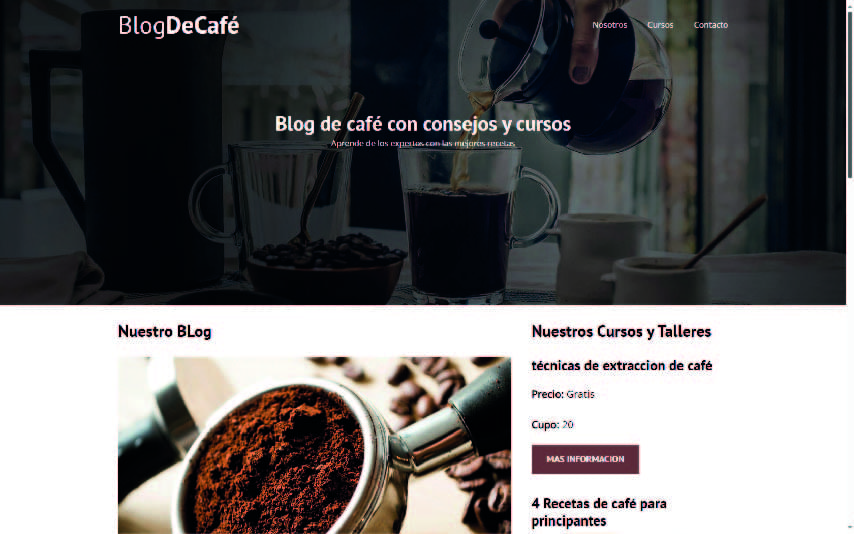 BlogDeCafé
Nosotros
Cursos
Contacto
Blog de café con consejos y cursos
Aprende de los expertos con las mejores recetas
Nuestro BLog
Nuestros Cursos y Talleres
técnicas de extraccion de café
Precio: Gratis
Cupo: 20
MAS INFORMACION
4 Recetas de café para
principantes